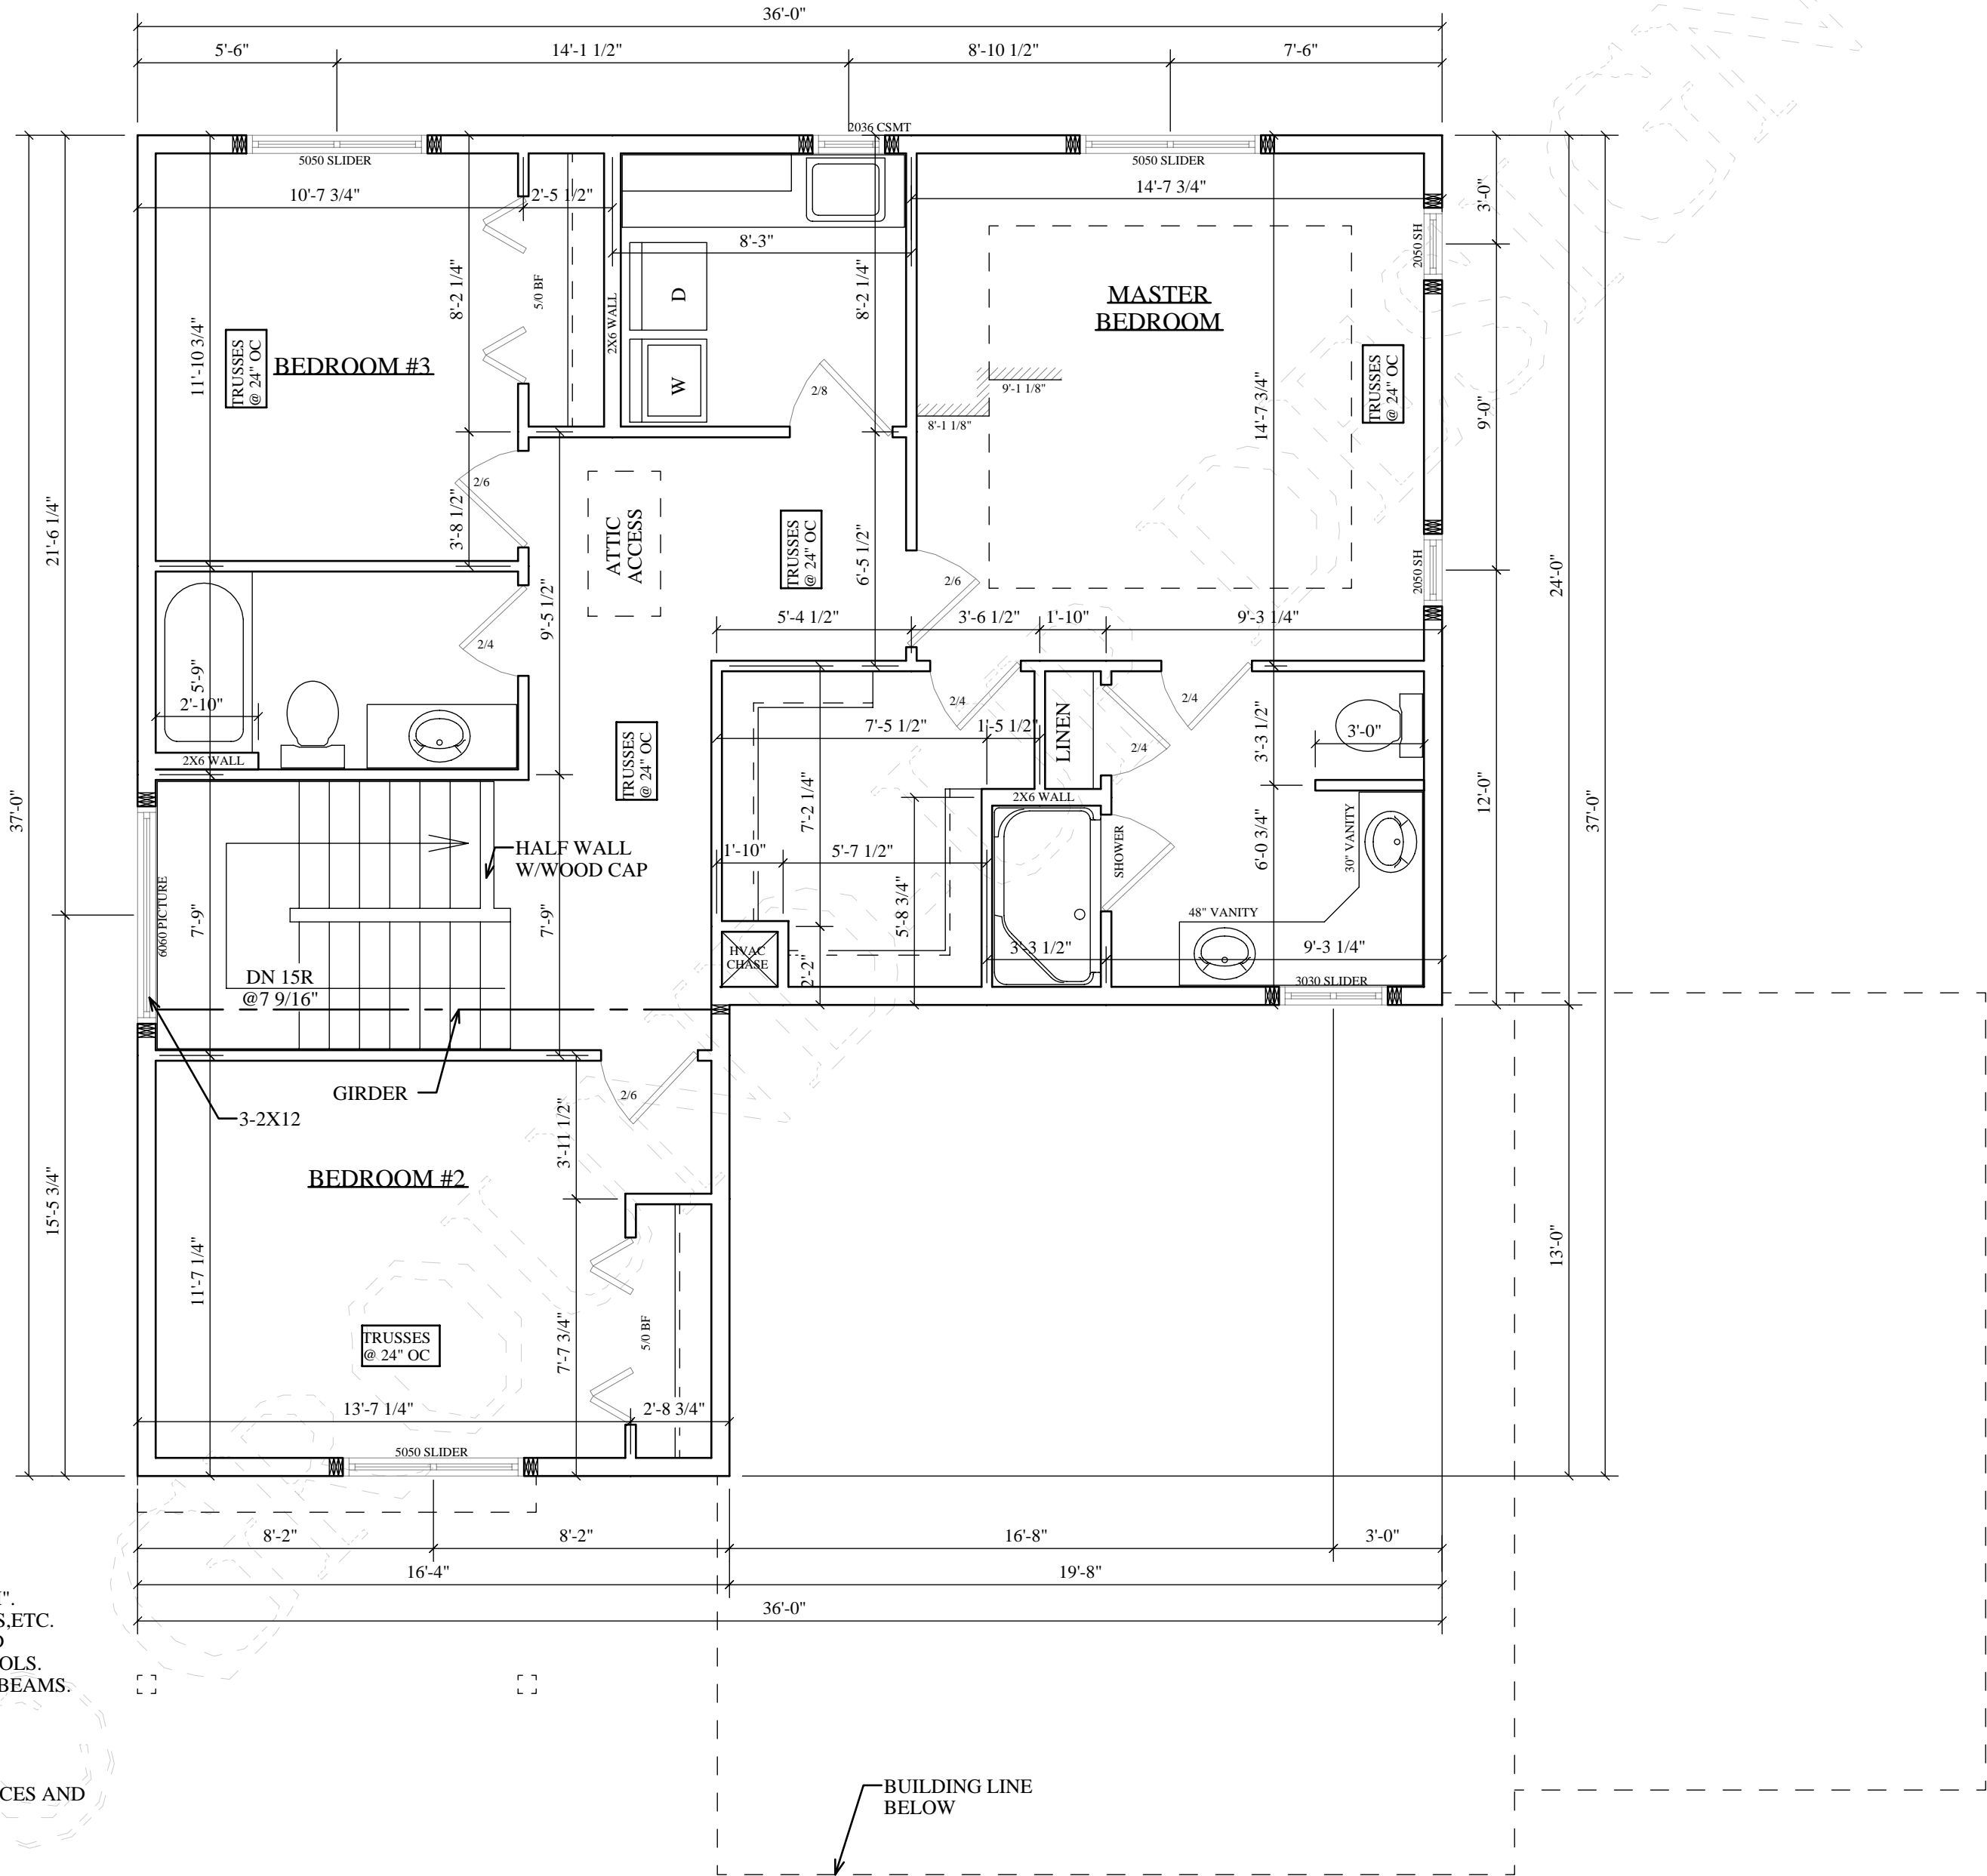 36'-0"
5'-6"
14'-1 1/2"
8'-10 1/2"
7'-6"
2036 CSMT
5050 SLIDER
5050 SLIDER
10'-7 3/4"
2'-5 1/2"
14'-7 3/4"
3'-0"
8'-3"
2050 SH
8'-2 1/4"
5/0 BF
2X6 WALL
D
8'-2 1/4"
MASTER
BEDROOM
11'-10 3/4"
TRUSSES
@ 24" OC
BEDROOM #3
W
2/8
9'-1 1/8"
8'-1 1/8"
14'-7 3/4"
TRUSSES
@ 24" OC
9'-0"
21'-6 1/4"
2/6
3'-8 1/2"
ATTIC
ACCESS
TRUSSES
@ 24" OC
6'-5 1/2"
2/6
2050 SH
24'-0"
9'-5 1/2"
5'-4 1/2"
3'-6 1/2"
1'-10"
9'-3 1/4"
2/4
5'-9"
2'-10"
2/4
2/4
7'-5 1/2"
1'-5 1/2"
LINEN
2/4
3'-3 1/2"
3'-0"
2X6 WALL
TRUSSES
@ 24" OC
2X6 WALL
7'-2 1/4"
37'-0"
12'-0"
37'-0"
HALF WALL
W/WOOD CAP
1'-10"
5'-7 1/2"
SHOWER
6'-0 3/4"
30" VANITY
6060 PICTURE
7'-9"
7'-9"
5'-8 3/4"
48" VANITY
HVAC
CHASE
2'-2"
3'-3 1/2"
9'-3 1/4"
DN 15R
@7 9/16"
3030 SLIDER
GIRDER
3-2X12
2/6
3'-11 1/2"
BEDROOM #2
15'-5 3/4"
11'-7 1/4"
13'-0"
TRUSSES
@ 24" OC
7'-7 3/4"
5/0 BF
13'-7 1/4"
2'-8 3/4"
5050 SLIDER
8'-2"
8'-2"
16'-8"
3'-0"
16'-4"
19'-8"
36'-0"
".
S,ETC.
OLS.
BEAMS.
CES AND
BUILDING LINE
BELOW